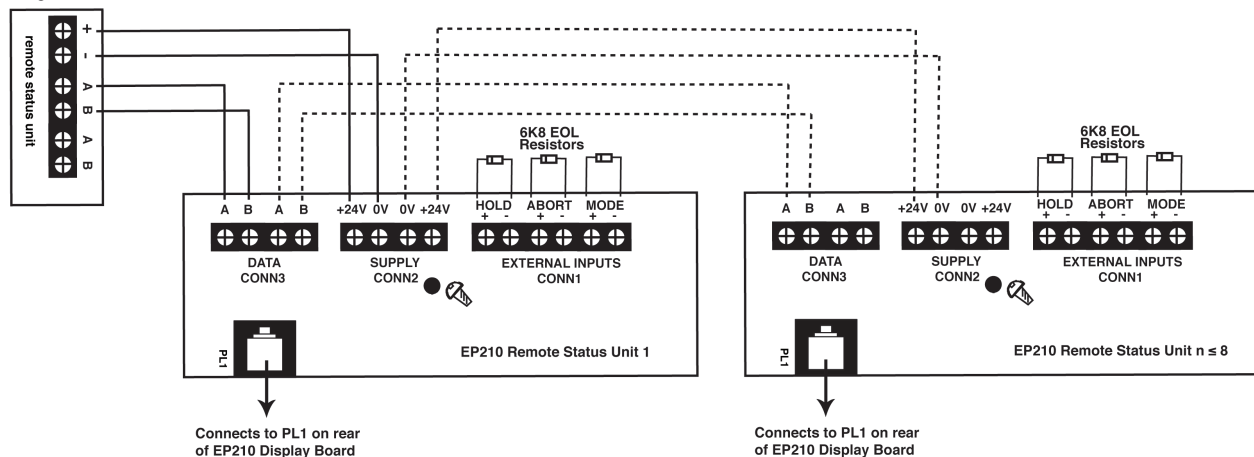 remote status unit
+
-
A
B
A
B
6K8 EOL
Resistors
A B A B +24V 0V 0V +24V HOLD ABORT MODE
+ - + - + -
DATA
CONN3
SUPPLY
CONN2
EXTERNAL INPUTS
CONN1
PL1
EP210 Remote Status Unit 1
Connects to PL1 on rear
of EP210 Display Board
6K8 EOL
Resistors
A B A B +24V 0V 0V +24V HOLD ABORT MODE
+ - + - + -
DATA
CONN3
SUPPLY
CONN2
EXTERNAL INPUTS
CONN1
PL1
EP210 Remote Status Unit n ≤ 8
Connects to PL1 on rear
of EP210 Display Board